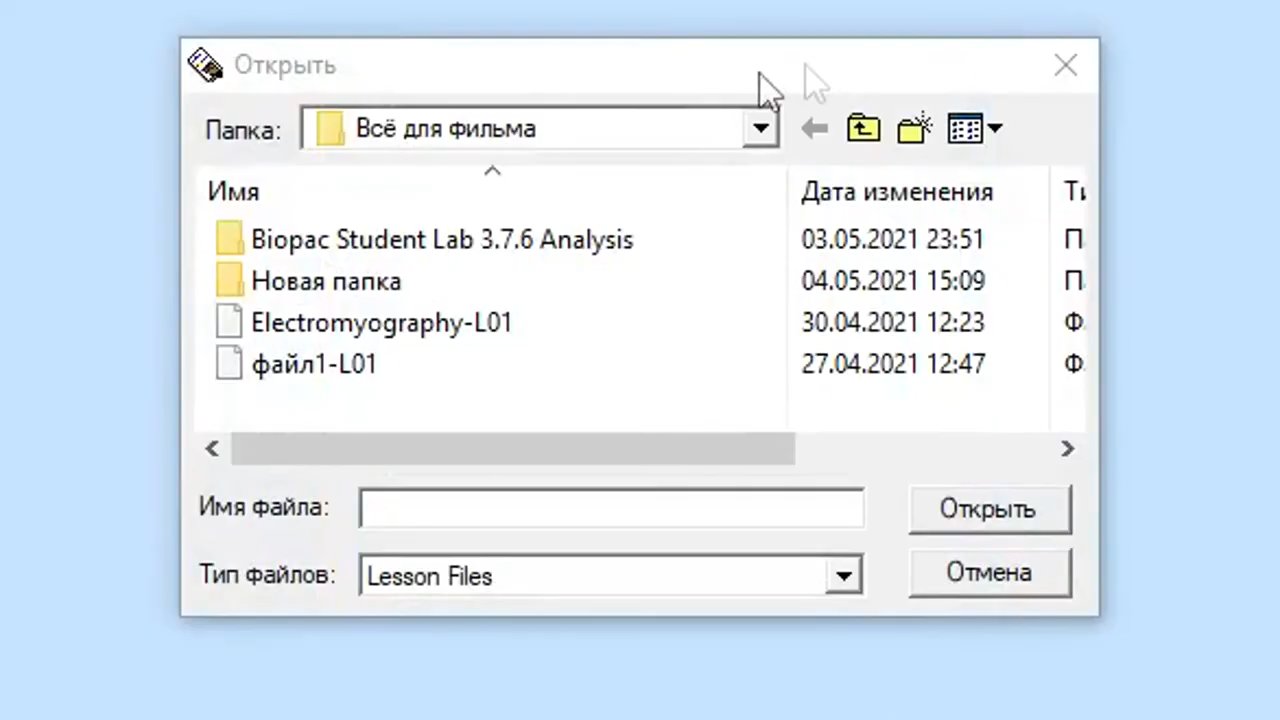 Открыть
Папка: Всё для фильма
Имя Дата изменения
Biopac Student Lab 3.7.6 Analysis 03.05.2021 23:51
Новая папка 04.05.2021 15:09
Electromyography-L01 30.04.2021 12:23
файл1-L01 27.04.2021 12:47
Имя файла: Открыть
Тип файлов: Lesson Files Отмена